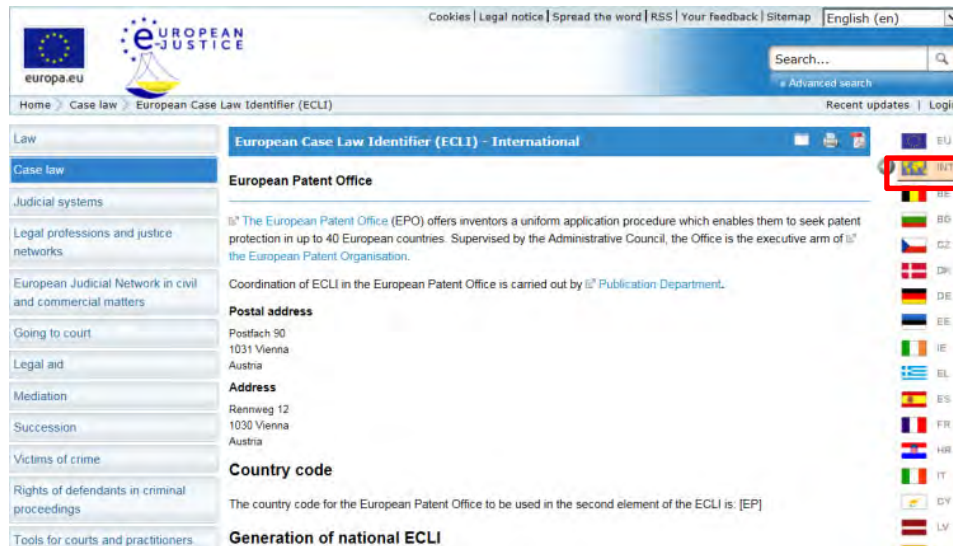 Cookies | Legal notice | Spread the word | RSS | Your feedback | Sitemap
English (en)
EUROPEAN
e-JUSTICE
europa.eu
Search...
« Advanced search
Home
Case law
European Case Law Identifier (ECLI)
Recent updates | Login
Law
Case law
Judicial systems
Legal professions and justice
networks
European Judicial Network in civil
and commercial matters
Going to court
Legal aid
Mediation
Succession
Victims of crime
Rights of defendants in criminal
proceedings
Tools for courts and practitioners
European Case Law Identifier (ECLI) - International
European Patent Office
The European Patent Office (EPO) offers inventors a uniform application procedure which enables them to seek patent
protection in up to 40 European countries. Supervised by the Administrative Council, the Office is the executive arm of
the European Patent Organisation.
Coordination of ECLI in the European Patent Office is carried out by Publication Department.
Postal address
Postfach 90
1031 Vienna
Austria
Address
Rennweg 12
1030 Vienna
Austria
Country code
The country code for the European Patent Office to be used in the second element of the ECLI is: [EP]
Generation of national ECLI
EU
INT
BE
BG
CZ
DK
DE
EE
IE
EL
ES
FR
HR
IT
CY
LV